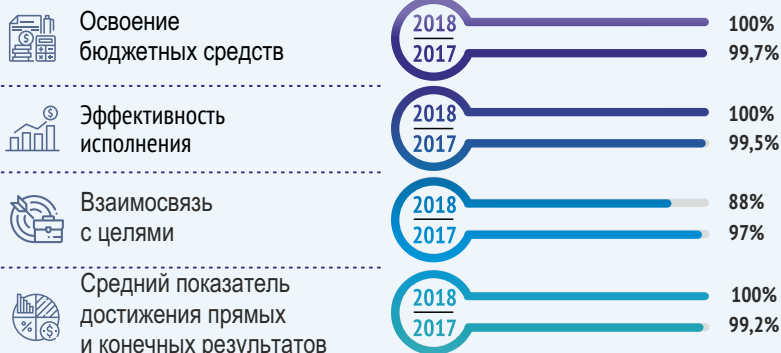 Освоение
бюджетных средств
2018
100%
2017
99,7%
Эффективность
исполнения
2018
100%
2017
99,5%
Взаимосвязь
с целями
2018
88%
2017
97%
Средний показатель
достижения прямых
и конечных результатов
2018
100%
2017
99,2%